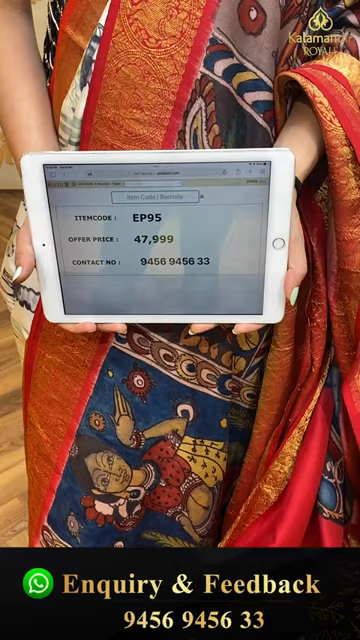 Kalamandir
ROYALE
Item Code / Barcode
ITEMCODE : EP95
OFFER PRICE : 47,999
CONTACT NO : 9456 9456 33
Enquiry & Feedback
9456 9456 33